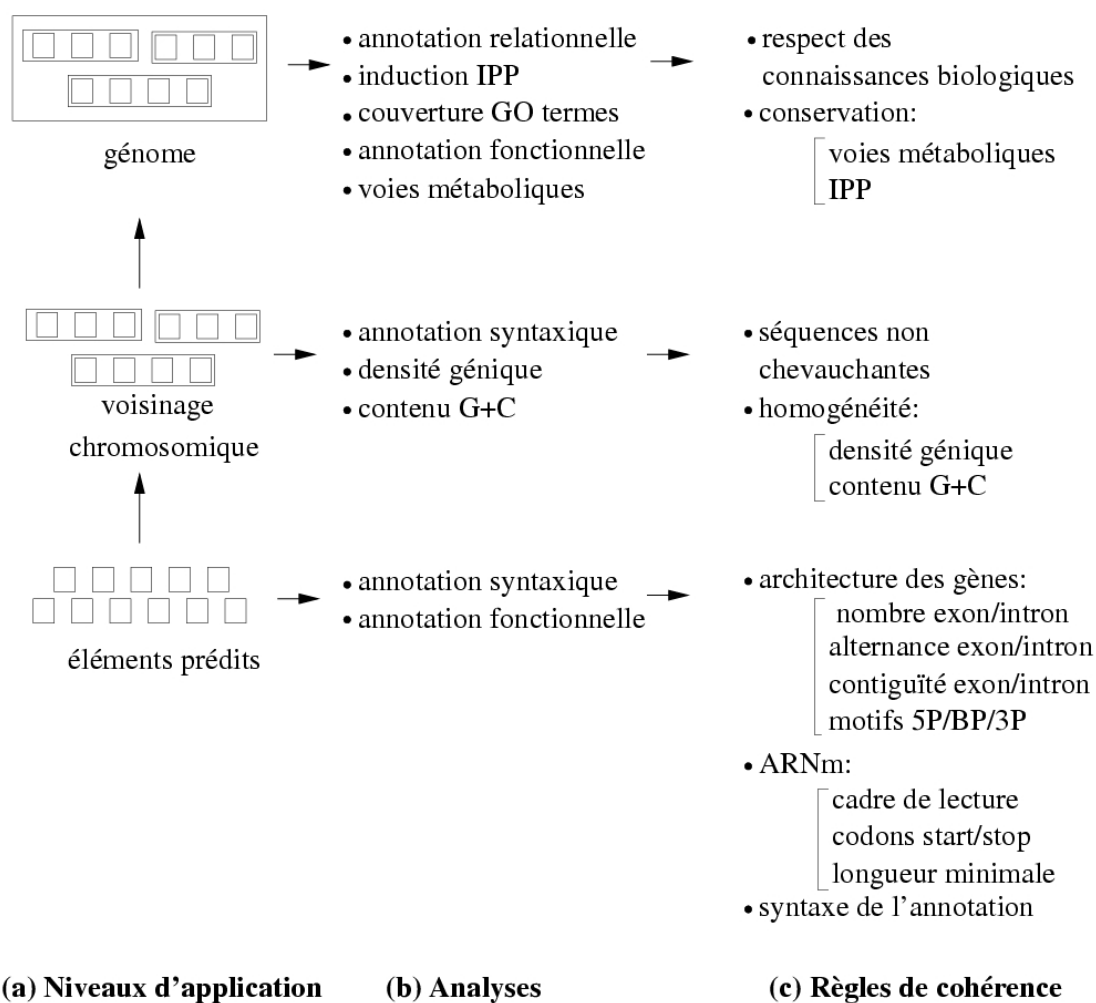 génome
• annotation relationnelle
• induction IPP
• couverture GO termes
• annotation fonctionnelle
• voies métaboliques
• respect des
connaissances biologiques
• conservation:
voies métaboliques
IPP
voisinage
chromosomique
• annotation syntaxique
• densité génique
• contenu G+C
• séquences non
chevauchantes
• homogénéité:
densité génique
contenu G+C
éléments prédits
• annotation syntaxique
• annotation fonctionnelle
• architecture des gènes:
nombre exon/intron
alternance exon/intron
contiguïté exon/intron
motifs 5P/BP/3P
• ARNm:
cadre de lecture
codons start/stop
longueur minimale
• syntaxe de l'annotation
(a) Niveaux d'application
(b) Analyses
(c) Règles de cohérence